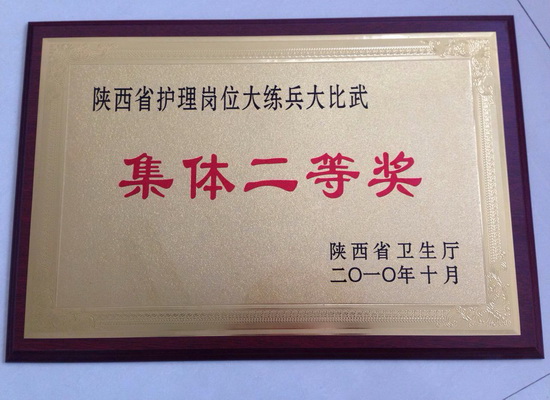 陕西省护理岗位大练兵大比武
集体二等奖
陕西省卫生厅
二〇一〇年十月